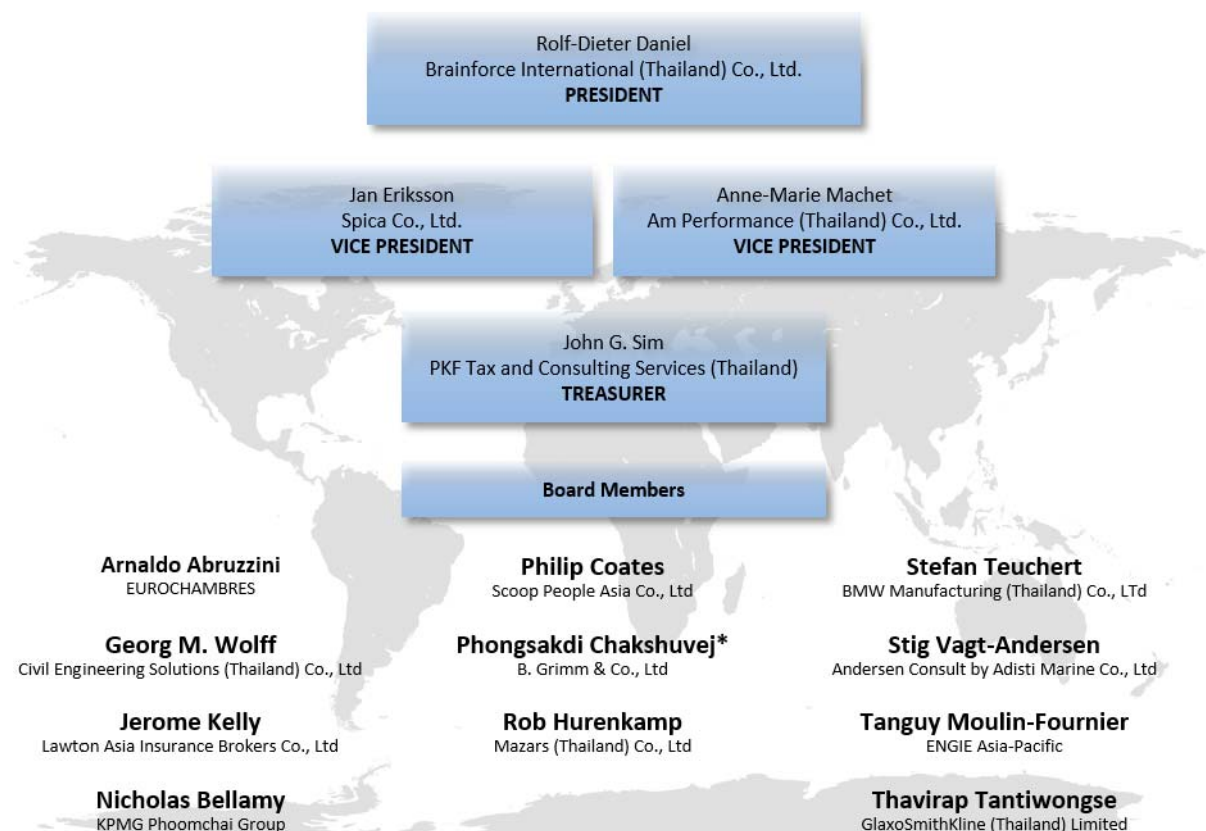 Rolf-Dieter Daniel
Brainforce International (Thailand) Co., Ltd.
PRESIDENT
Jan Eriksson
Spica Co., Ltd.
VICE PRESIDENT
Anne-Marie Machet
Am Performance (Thailand) Co., Ltd.
VICE PRESIDENT
John G. Sim
PKF Tax and Consulting Services (Thailand)
TREASURER
Board Members
Arnaldo Abruzzini
EUROCHAMBRES
Philip Coates
Scoop People Asia Co., Ltd
Stefan Teuchert
BMW Manufacturing (Thailand) Co., LTd
Georg M. Wolff
Civil Engineering Solutions (Thailand) Co., Ltd
Phongsakdi Chakshuvej*
B. Grimm & Co., Ltd
Stig Vagt-Andersen
Andersen Consult by Adisti Marine Co., Ltd
Jerome Kelly
Lawton Asia Insurance Brokers Co., Ltd
Rob Hurenkamp
Mazars (Thailand) Co., Ltd
Tanguy Moulin-Fournier
ENGIE Asia-Pacific
Nicholas Bellamy
KPMG Phoomchai Group
Thavirap Tantiwongse
GlaxoSmithKline (Thailand) Limited